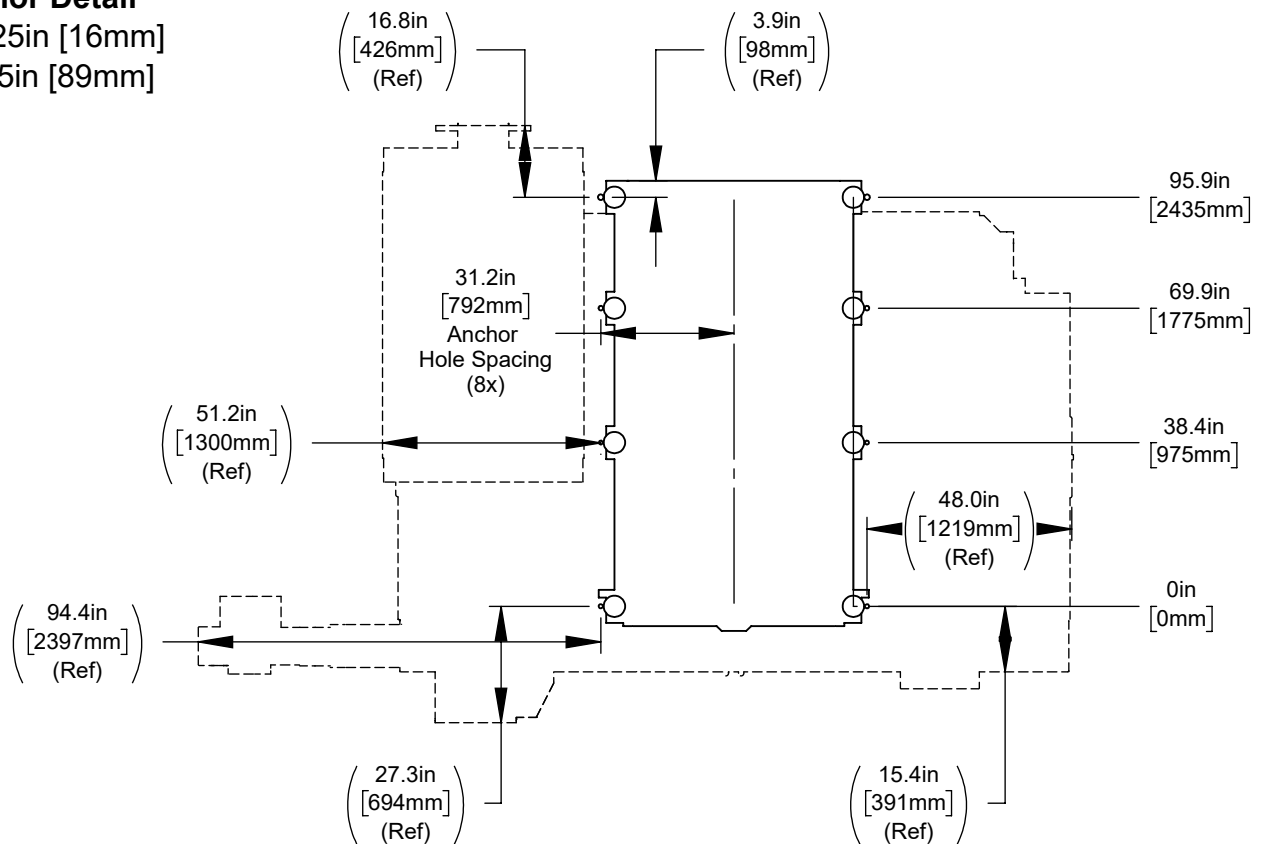 25in [16mm]
5in [89mm]
16.8in
[426mm]
(Ref)
3.9in
[98mm]
(Ref)
95.9in
[2435mm]
31.2in
[792mm]
Anchor
Hole Spacing
(8x)
69.9in
[1775mm]
51.2in
[1300mm]
(Ref)
38.4in
[975mm]
48.0in
[1219mm]
(Ref)
94.4in
[2397mm]
(Ref)
0in
[0mm]
27.3in
[694mm]
(Ref)
15.4in
[391mm]
(Ref)